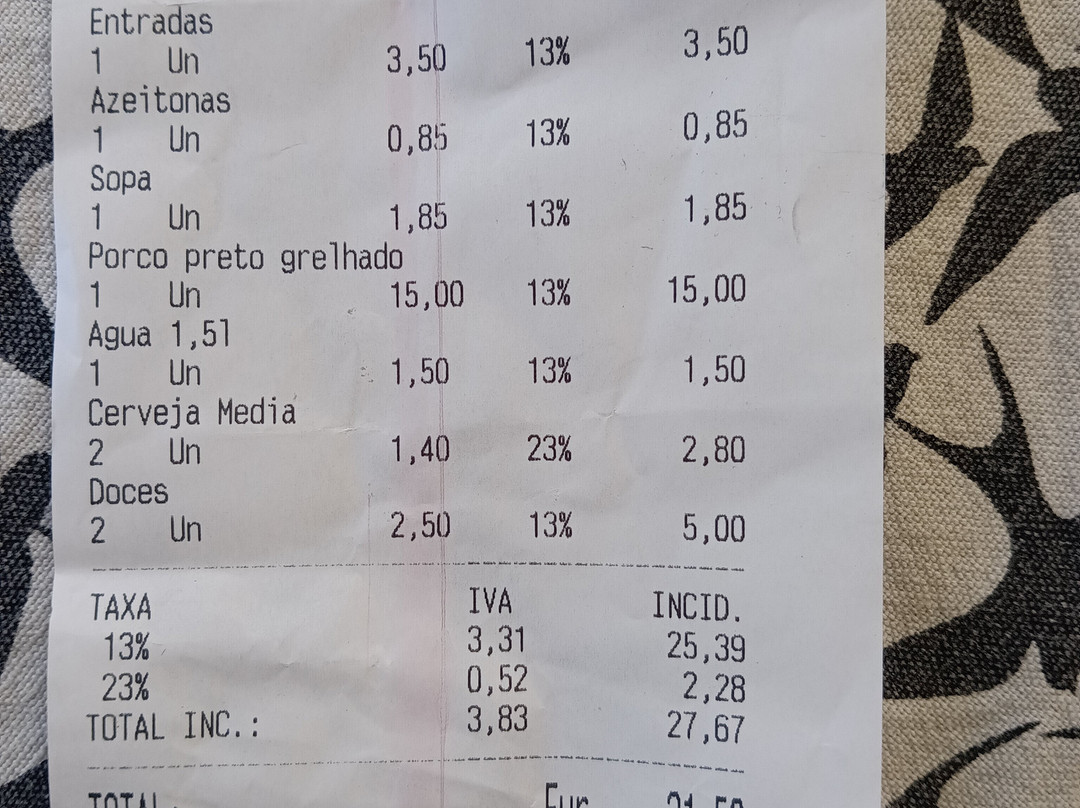 Entradas
1 Un 3,50 13% 3,50
Azeitonas
1 Un 0,85 13% 0,85
Sopa
1 Un 1,85 13% 1,85
Porco preto grelhado
1 Un 15,00 13% 15,00
Agua 1,5l
1 Un 1,50 13% 1,50
Cerveja Media
2 Un 1,40 23% 2,80
Doces
2 Un 2,50 13% 5,00
TAXA IVA INCID.
13% 3,31 25,39
23% 0,52 2,28
TOTAL INC.: 3,83 27,67
TOTAL Eur